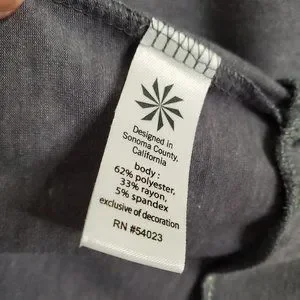 Designed in
Sonoma County,
California
body :
62% polyester,
33% rayon,
5% spandex
exclusive of decoration
RN #54023